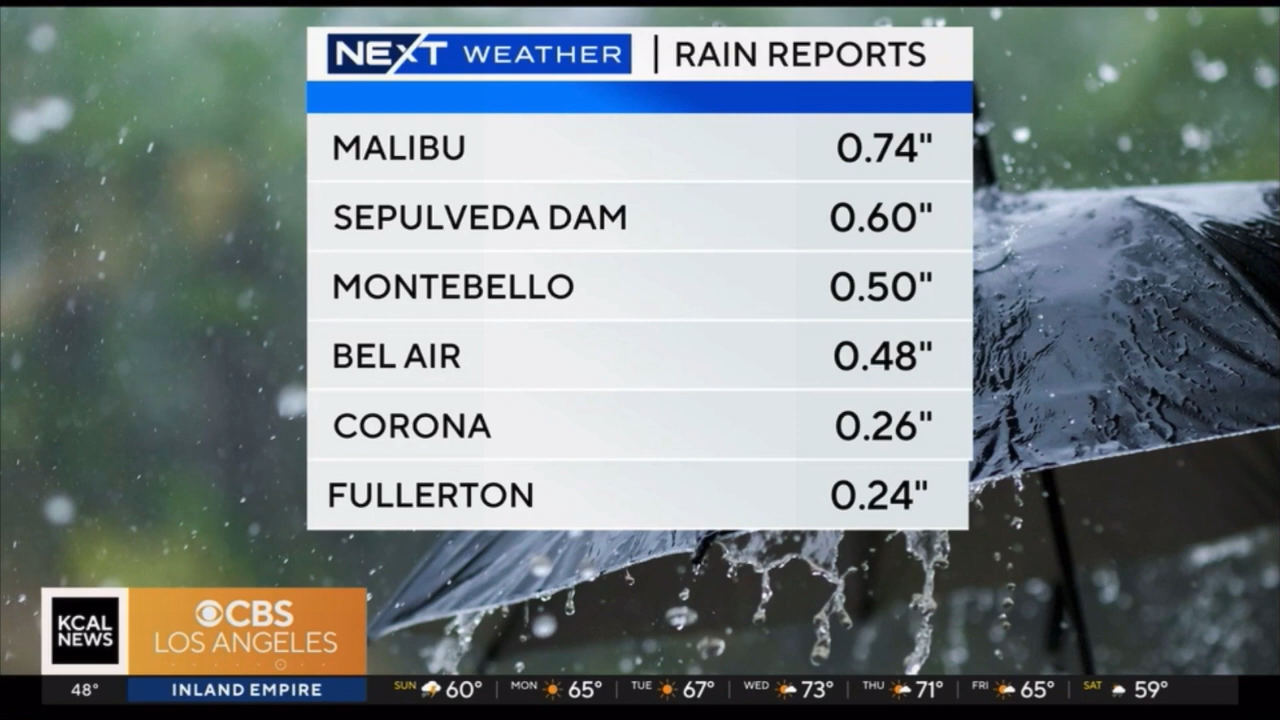 NEXT WEATHER | RAIN REPORTS
MALIBU 0.74"
SEPULVEDA DAM 0.60"
MONTEBELLO 0.50"
BEL AIR 0.48"
CORONA 0.26"
FULLERTON 0.24"
KCAL
NEWS
CBS
LOS ANGELES
48° INLAND EMPIRE SUN 60° MON 65° TUE 67° WED 73° THU 71° FRI 65° SAT 59°